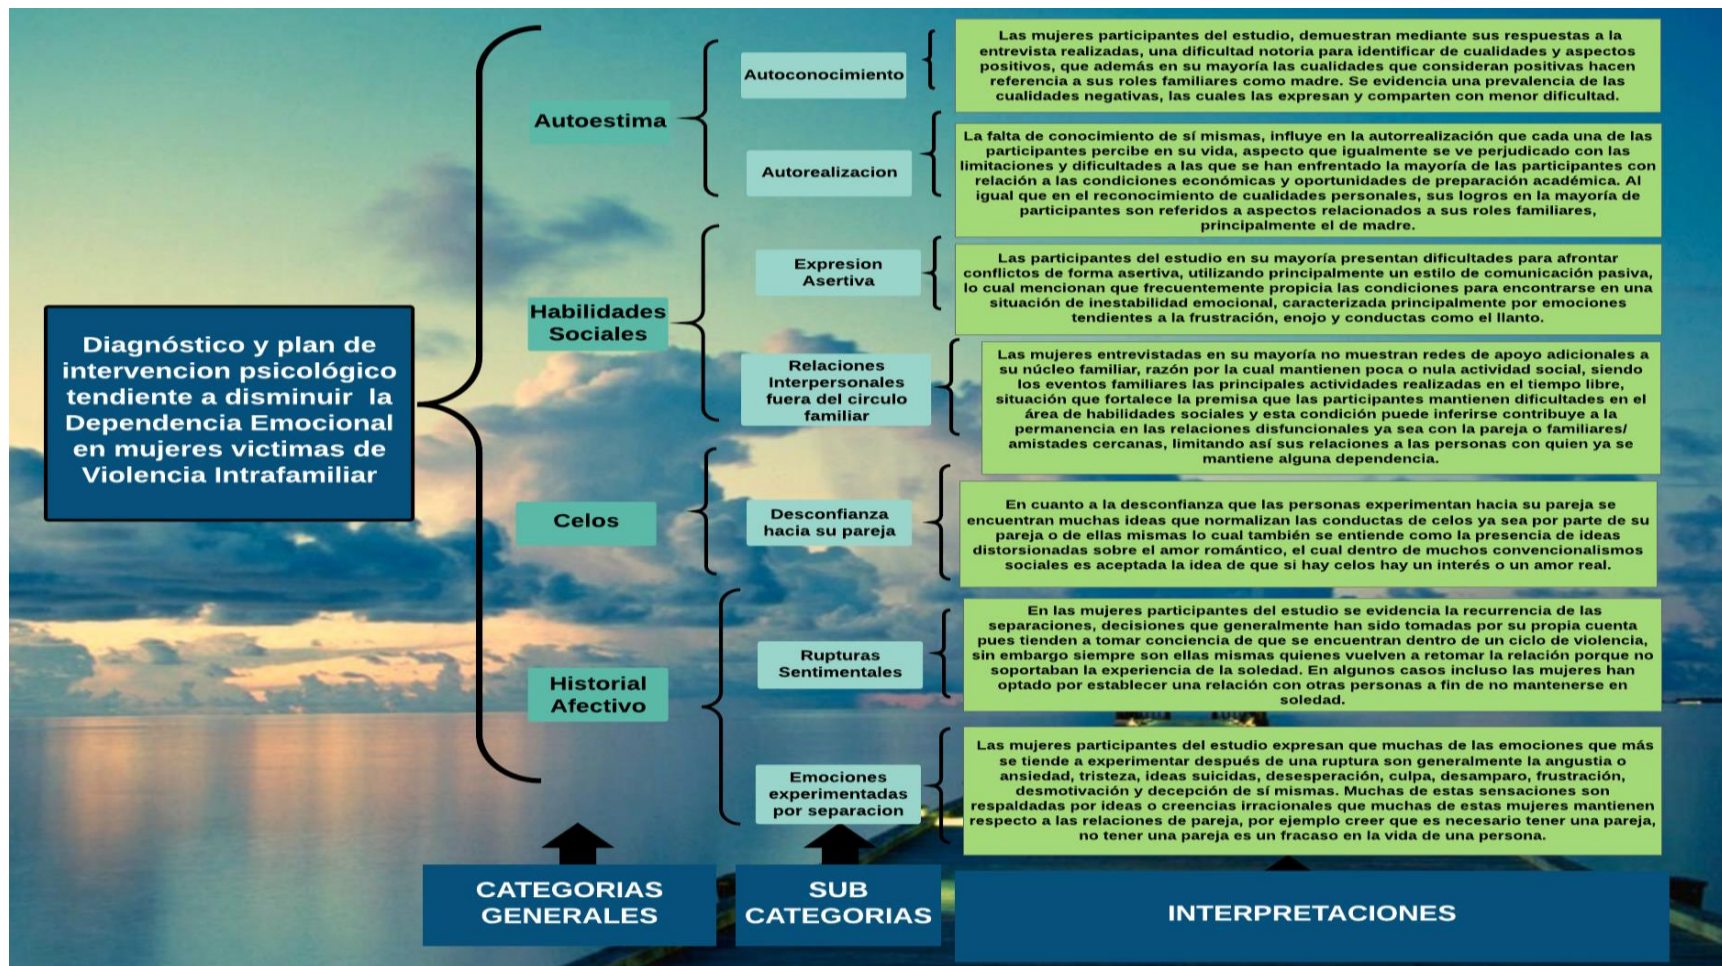 Diagnóstico y plan de
intervencion psicológico
tendiente a disminuir la
Dependencia Emocional
en mujeres victimas de
Violencia Intrafamiliar
Autoestima
Autoconocimiento
Las mujeres participantes del estudio, demuestran mediante sus respuestas a la
entrevista realizadas, una dificultad notoria para identificar de cualidades y aspectos
positivos, que además en su mayoría las cualidades que consideran positivas hacen
referencia a sus roles familiares como madre. Se evidencia una prevalencia de las
cualidades negativas, las cuales las expresan y comparten con menor dificultad.
Autorealizacion
La falta de conocimiento de sí mismas, influye en la autorrealización que cada una de las
participantes percibe en su vida, aspecto que igualmente se ve perjudicado con las
limitaciones y dificultades a las que se han enfrentado la mayoría de las participantes con
relación a las condiciones económicas y oportunidades de preparación académica. Al
igual que en el reconocimiento de cualidades personales, sus logros en la mayoría de
participantes son referidos a aspectos relacionados a sus roles familiares,
principalmente el de madre.
Habilidades
Sociales
Expresion
Asertiva
Las participantes del estudio en su mayoría presentan dificultades para afrontar
conflictos de forma asertiva, utilizando principalmente un estilo de comunicación pasiva,
lo cual mencionan que frecuentemente propicia las condiciones para encontrarse en una
situación de inestabilidad emocional, caracterizada principalmente por emociones
tendientes a la frustración, enojo y conductas como el llanto.
Relaciones
Interpersonales
fuera del circulo
familiar
Las mujeres entrevistadas en su mayoría no muestran redes de apoyo adicionales a
su núcleo familiar, razón por la cual mantienen poca o nula actividad social, siendo
los eventos familiares las principales actividades realizadas en el tiempo libre,
situación que fortalece la premisa que las participantes mantienen dificultades en el
área de habilidades sociales y esta condición puede inferirse contribuye a la
permanencia en las relaciones disfuncionales ya sea con la pareja o familiares/
amistades cercanas, limitando así sus relaciones a las personas con quien ya se
mantiene alguna dependencia.
Celos
Desconfianza
hacia su pareja
En cuanto a la desconfianza que las personas experimentan hacia su pareja se
encuentran muchas ideas que normalizan las conductas de celos ya sea por parte de su
pareja o de ellas mismas lo cual también se entiende como la presencia de ideas
distorsionadas sobre el amor romántico, el cual dentro de muchos convencionalismos
sociales es aceptada la idea de que si hay celos hay un interés o un amor real.
Historial
Afectivo
Rupturas
Sentimentales
En las mujeres participantes del estudio se evidencia la recurrencia de las
separaciones, decisiones que generalmente han sido tomadas por su propia cuenta
pues tienden a tomar conciencia de que se encuentran dentro de un ciclo de violencia,
sin embargo siempre son ellas mismas quienes vuelven a retomar la relación porque no
soportaban la experiencia de la soledad. En algunos casos incluso las mujeres han
optado por establecer una relación con otras personas a fin de no mantenerse en
soledad.
Emociones
experimentadas
por separacion
Las mujeres participantes del estudio expresan que muchas de las emociones que más
se tiende a experimentar después de una ruptura son generalmente la angustia o
ansiedad, tristeza, ideas suicidas, desesperación, culpa, desamparo, frustración,
desmotivación y decepción de sí mismas. Muchas de estas sensaciones son
respaldadas por ideas o creencias irracionales que muchas de estas mujeres mantienen
respecto a las relaciones de pareja, por ejemplo creer que es necesario tener una pareja,
no tener una pareja es un fracaso en la vida de una persona.
CATEGORIAS
GENERALES
SUB
CATEGORIAS
INTERPRETACIONES